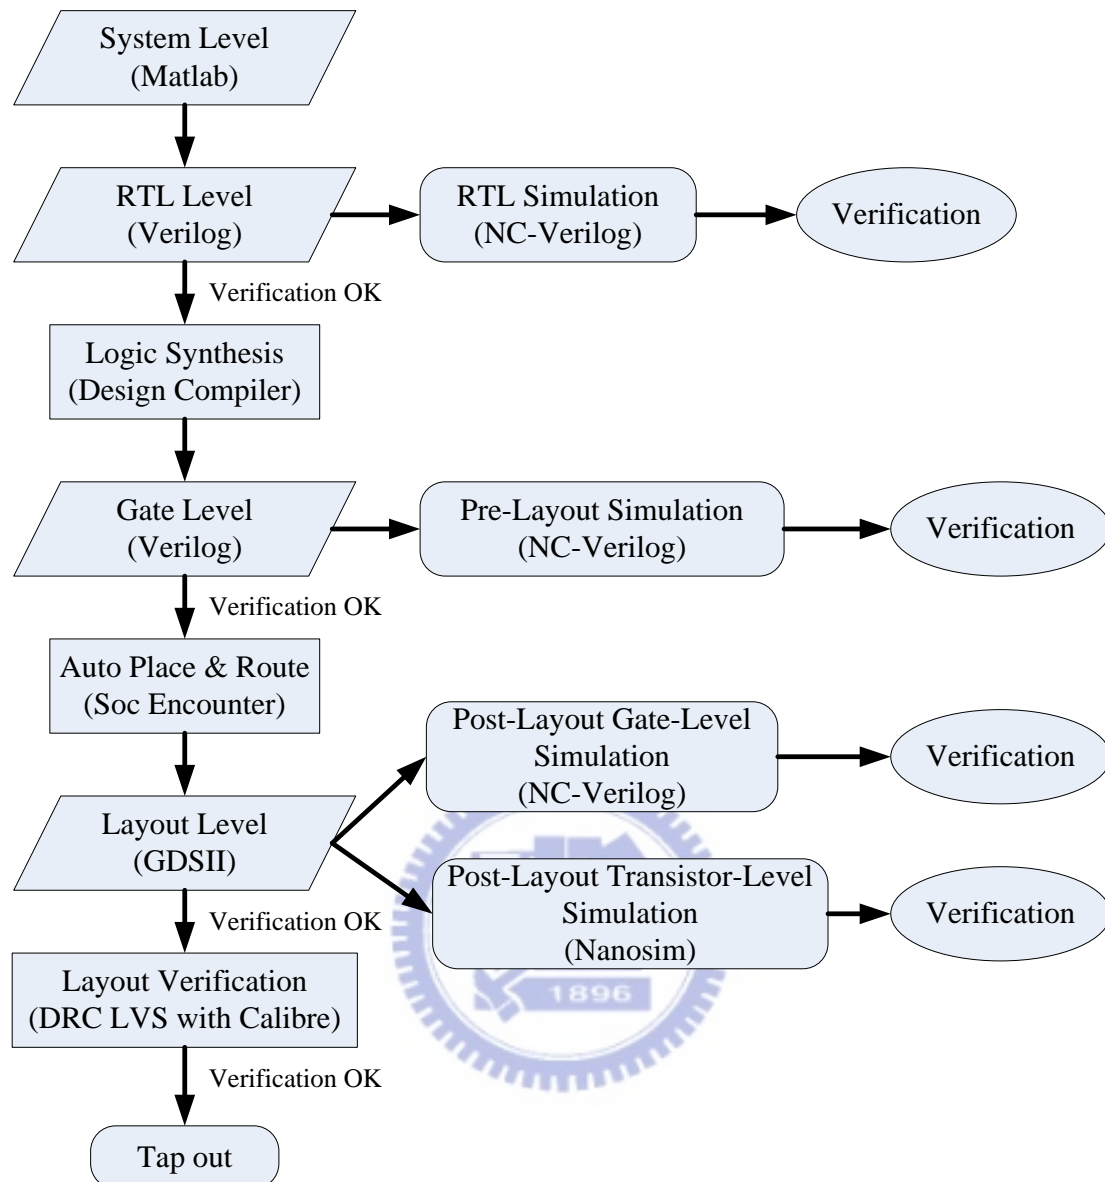 System Level
(Matlab)
RTL Level
(Verilog)
RTL Simulation
(NC-Verilog)
Verification
Verification OK
Logic Synthesis
(Design Compiler)
Gate Level
(Verilog)
Pre-Layout Simulation
(NC-Verilog)
Verification
Verification OK
Auto Place & Route
(Soc Encounter)
Post-Layout Gate-Level
Simulation
(NC-Verilog)
Verification
Layout Level
(GDSII)
Post-Layout Transistor-Level
Simulation
(Nanosim)
Verification
Verification OK
Layout Verification
(DRC LVS with Calibre)
1896
Verification OK
Tap out